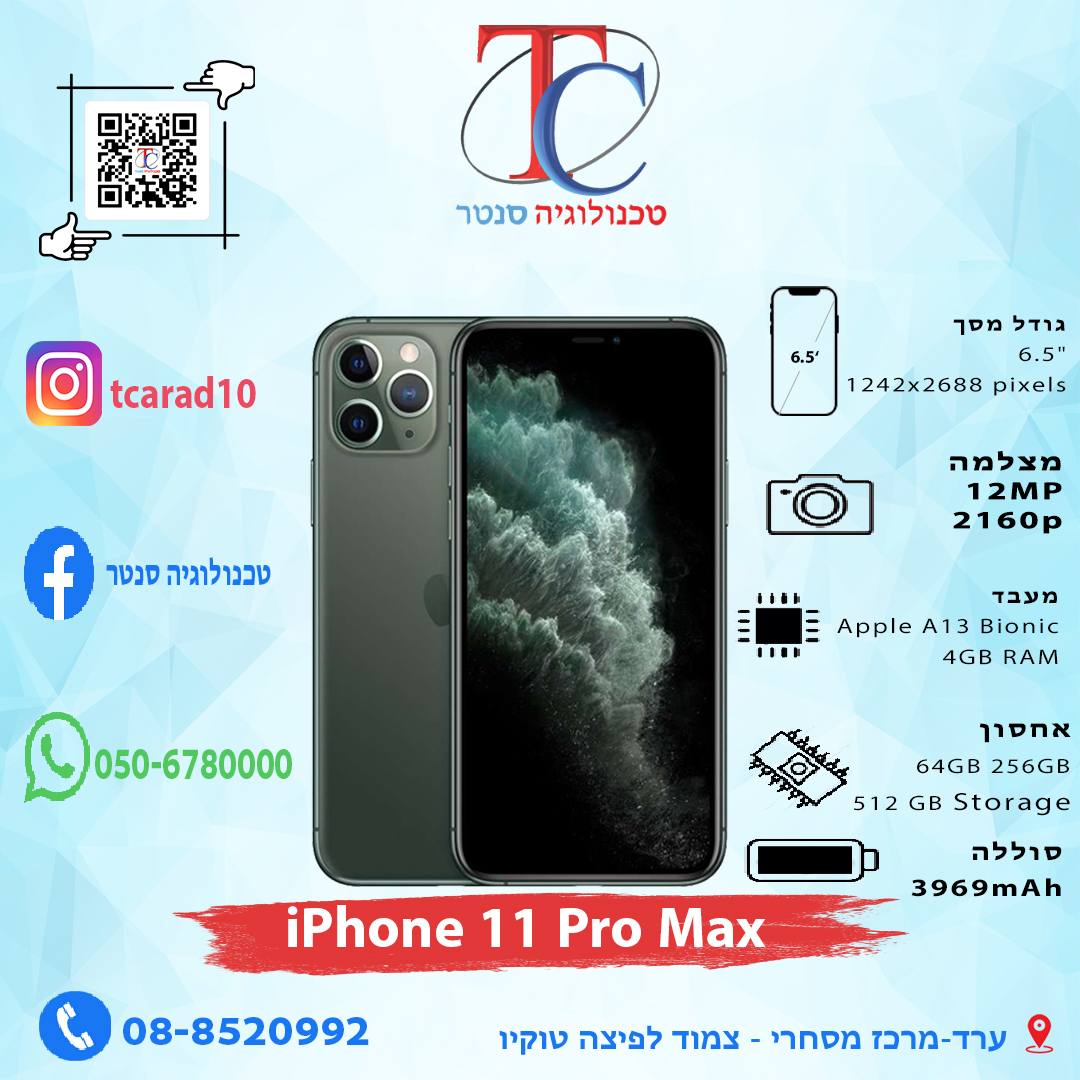 TC
טכנולוגיה סנטר
tcarad10
טכנולוגיה סנטר
050-6780000
גודל מסך
6.5"
1242x2688 pixels
6.5‘
מצלמה
12MP
2160p
מעבד
Apple A13 Bionic
4GB RAM
אחסון
64GB 256GB
512 GB Storage
סוללה
3969mAh
iPhone 11 Pro Max
08-8520992
ערד-מרכז מסחרי - צמוד לפיצה טוקיו